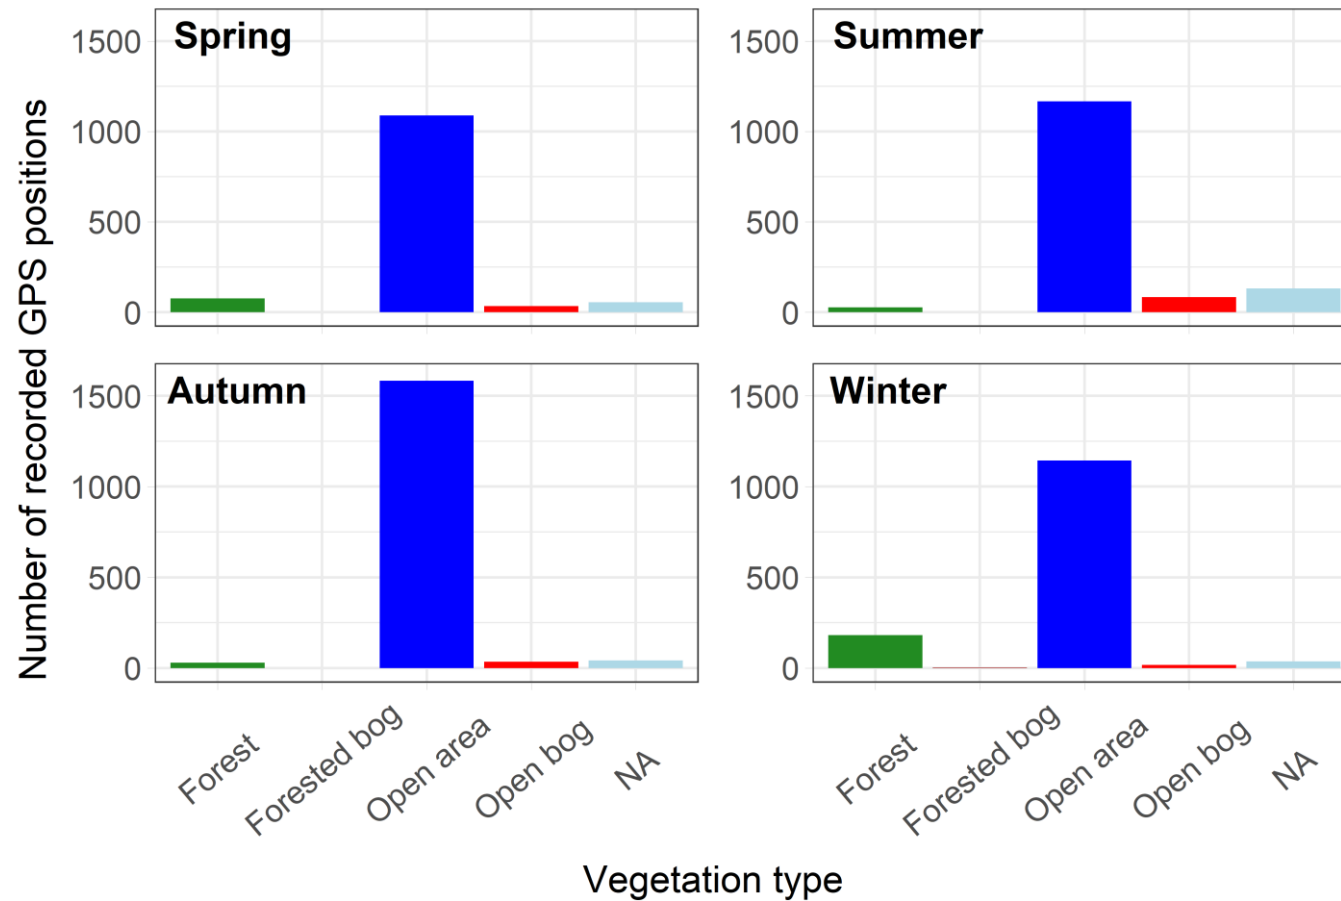 Number of recorded GPS positions
Spring
1500
1000
500
0
Summer
1500
1000
500
0
Autumn
1500
1000
500
0
Winter
1500
1000
500
0
Forest
Forested bog
Open area
Open bog
NA
Forest
Forested bog
Open area
Open bog
NA
Vegetation type